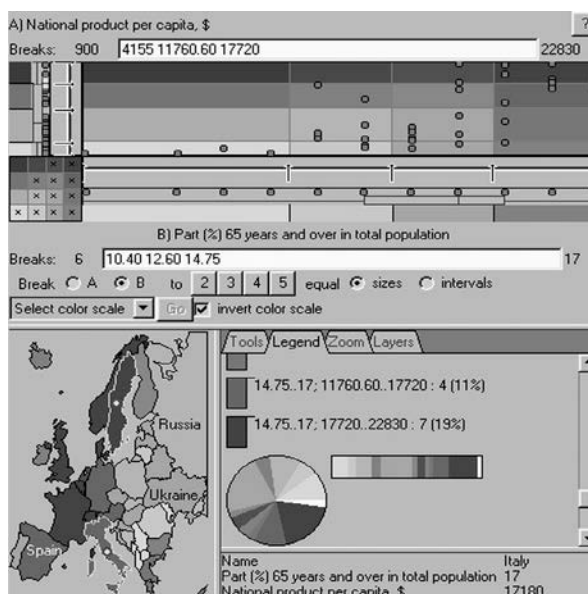 A) National product per capita, $
?
Breaks: 900 4155 11760.60 17720 22830
B) Part (%) 65 years and over in total population
Breaks: 6 10.40 12.60 14.75 17
Break A B to 2 3 4 5 equal sizes intervals
Select color scale Go invert color scale
Tools Legend Zoom Layers
14.75..17; 11760.60..17720 : 4 (11%)
14.75..17; 17720..22830 : 7 (19%)
Russia
Ukraine
Spain
Name Italy
Part (%) 65 years and over in total population 17
National product per capita, $ 17180